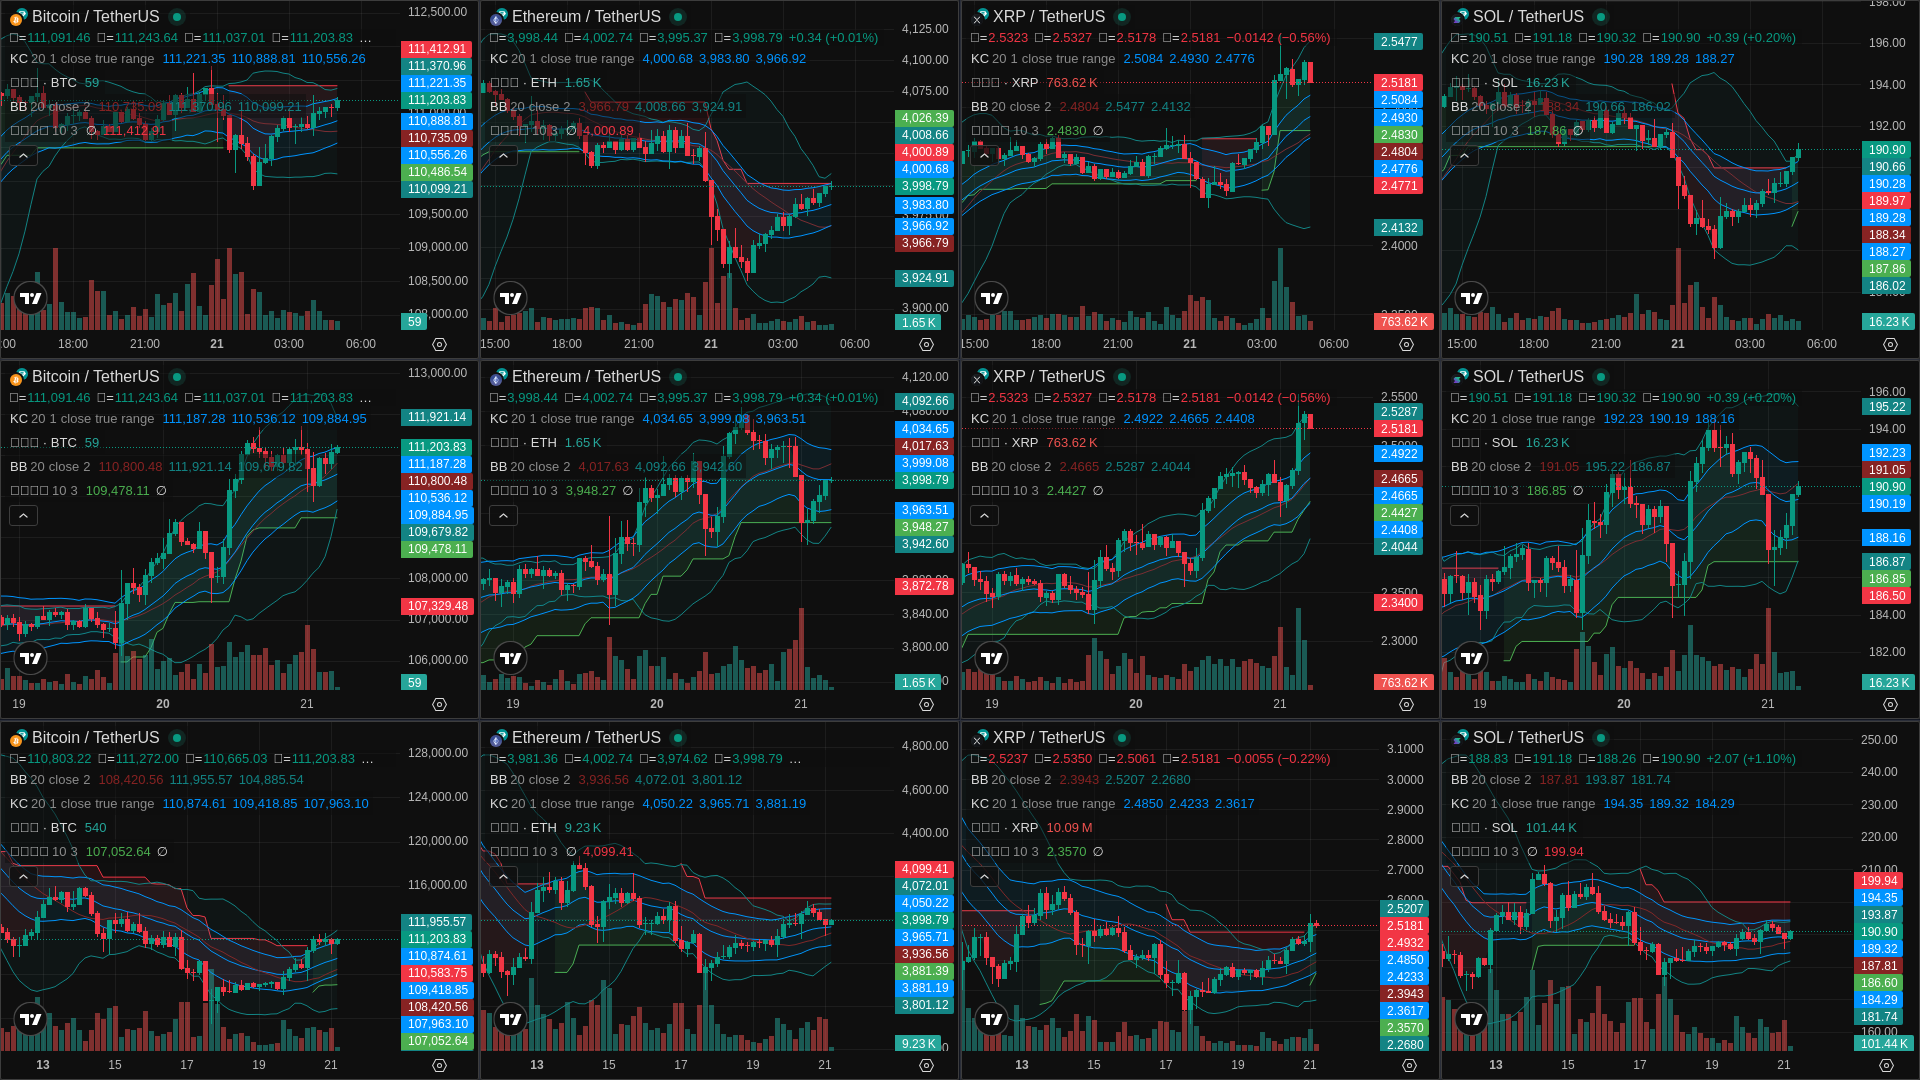 Bitcoin / TetherUS
=111,091.46 =111,243.64 =111,037.01 =111,203.83 ...
KC 20 1 close true range 111,221.35 110,888.81 110,556.26
· BTC 59
BB 20 close 2 110,735.09 111,370.96 110,099.21
10 3 ∅ 111,412.91
112,500.00
111,412.91
111,370.96
111,221.35
111,203.83
110,888.81
110,735.09
110,556.26
110,486.54
110,099.21
109,500.00
109,000.00
108,500.00
108,000.00
59
18:00 21:00 21 03:00 06:00
Ethereum / TetherUS
=3,998.44 =4,002.74 =3,995.37 =3,998.79 +0.34 (+0.01%)
KC 20 1 close true range 4,000.68 3,983.80 3,966.92
· ETH 1.65 K
BB 20 close 2 3,966.79 4,008.66 3,924.91
10 3 ∅ 4,000.89
4,125.00
4,100.00
4,075.00
4,026.39
4,008.66
4,000.89
4,000.68
3,998.79
3,983.80
3,975.00
3,966.92
3,966.79
3,924.91
3,900.00
1.65 K
15:00 18:00 21:00 21 03:00 06:00
XRP / TetherUS
=2.5323 =2.5327 =2.5178 =2.5181 −0.0142 (−0.56%)
KC 20 1 close true range 2.5084 2.4930 2.4776
· XRP 763.62 K
BB 20 close 2 2.4804 2.5477 2.4132
10 3 2.4830 ∅
2.5477
2.5181
2.5084
2.4930
2.4830
2.4804
2.4776
2.4771
2.4132
2.4000
763.62 K
15:00 18:00 21:00 21 03:00 06:00
SOL / TetherUS
=190.51 =191.18 =190.32 =190.90 +0.39 (+0.20%)
KC 20 1 close true range 190.28 189.28 188.27
· SOL 16.23 K
BB 20 close 2 188.34 190.66 186.02
10 3 187.86 ∅
198.00
196.00
194.00
192.00
190.90
190.66
190.28
189.97
189.28
188.34
188.27
187.86
186.02
16.23 K
15:00 18:00 21:00 21 03:00 06:00
Bitcoin / TetherUS
=111,091.46 =111,243.64 =111,037.01 =111,203.83 ...
KC 20 1 close true range 111,187.28 110,536.12 109,884.95
· BTC 59
BB 20 close 2 110,800.48 111,921.14 109,679.82
10 3 109,478.11 ∅
113,000.00
111,921.14
111,203.83
111,187.28
110,800.48
110,536.12
109,884.95
109,679.82
109,478.11
108,000.00
107,329.48
107,000.00
106,000.00
59
19 20 21
Ethereum / TetherUS
=3,998.44 =4,002.74 =3,995.37 =3,998.79 +0.34 (+0.01%)
KC 20 1 close true range 4,034.65 3,999.08 3,963.51
· ETH 1.65 K
BB 20 close 2 4,017.63 4,092.66 3,942.60
10 3 3,948.27 ∅
4,120.00
4,092.66
4,080.00
4,034.65
4,017.63
3,999.08
3,998.79
3,963.51
3,948.27
3,942.60
3,872.78
3,840.00
3,800.00
1.65 K
19 20 21
XRP / TetherUS
=2.5323 =2.5327 =2.5178 =2.5181 −0.0142 (−0.56%)
KC 20 1 close true range 2.4922 2.4665 2.4408
· XRP 763.62 K
BB 20 close 2 2.4665 2.5287 2.4044
10 3 2.4427 ∅
2.5500
2.5287
2.5181
2.4922
2.4665
2.4665
2.4427
2.4408
2.4044
2.3500
2.3400
2.3000
763.62 K
19 20 21
SOL / TetherUS
=190.51 =191.18 =190.32 =190.90 +0.39 (+0.20%)
KC 20 1 close true range 192.23 190.19 188.16
· SOL 16.23 K
BB 20 close 2 191.05 195.22 186.87
10 3 186.85 ∅
196.00
195.22
194.00
192.23
191.05
190.90
190.19
188.16
186.87
186.85
186.50
184.00
182.00
16.23 K
19 20 21
Bitcoin / TetherUS
=110,803.22 =111,272.00 =110,665.03 =111,203.83 ...
BB 20 close 2 108,420.56 111,955.57 104,885.54
KC 20 1 close true range 110,874.61 109,418.85 107,963.10
· BTC 540
10 3 107,052.64 ∅
128,000.00
124,000.00
120,000.00
116,000.00
111,955.57
111,203.83
110,874.61
110,583.75
109,418.85
108,420.56
107,963.10
107,052.64
13 15 17 19 21
Ethereum / TetherUS
=3,981.36 =4,002.74 =3,974.62 =3,998.79 ...
BB 20 close 2 3,936.56 4,072.01 3,801.12
KC 20 1 close true range 4,050.22 3,965.71 3,881.19
· ETH 9.23 K
10 3 ∅ 4,099.41
4,800.00
4,600.00
4,400.00
4,099.41
4,072.01
4,050.22
3,998.79
3,965.71
3,936.56
3,881.39
3,881.19
3,801.12
9.23 K
13 15 17 19 21
XRP / TetherUS
=2.5237 =2.5350 =2.5061 =2.5181 −0.0055 (−0.22%)
BB 20 close 2 2.3943 2.5207 2.2680
KC 20 1 close true range 2.4850 2.4233 2.3617
· XRP 10.09 M
10 3 2.3570 ∅
3.1000
3.0000
2.9000
2.8000
2.7000
2.6000
2.5207
2.5181
2.4932
2.4850
2.4233
2.3943
2.3617
2.3570
2.2680
13 15 17 19 21
SOL / TetherUS
=188.83 =191.18 =188.26 =190.90 +2.07 (+1.10%)
BB 20 close 2 187.81 193.87 181.74
KC 20 1 close true range 194.35 189.32 184.29
· SOL 101.44 K
10 3 ∅ 199.94
250.00
240.00
230.00
220.00
210.00
199.94
194.35
193.87
190.90
189.32
187.81
186.60
184.29
181.74
160.00
101.44 K
13 15 17 19 21